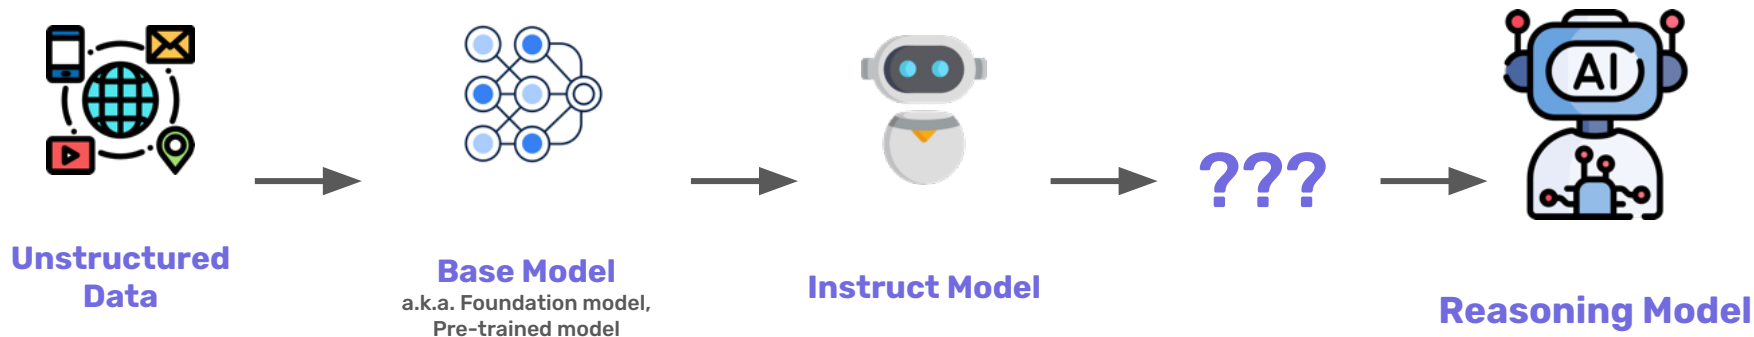 Unstructured
Data
Base Model
a.k.a. Foundation model,
Pre-trained model
Instruct Model
???
AI
Reasoning Model